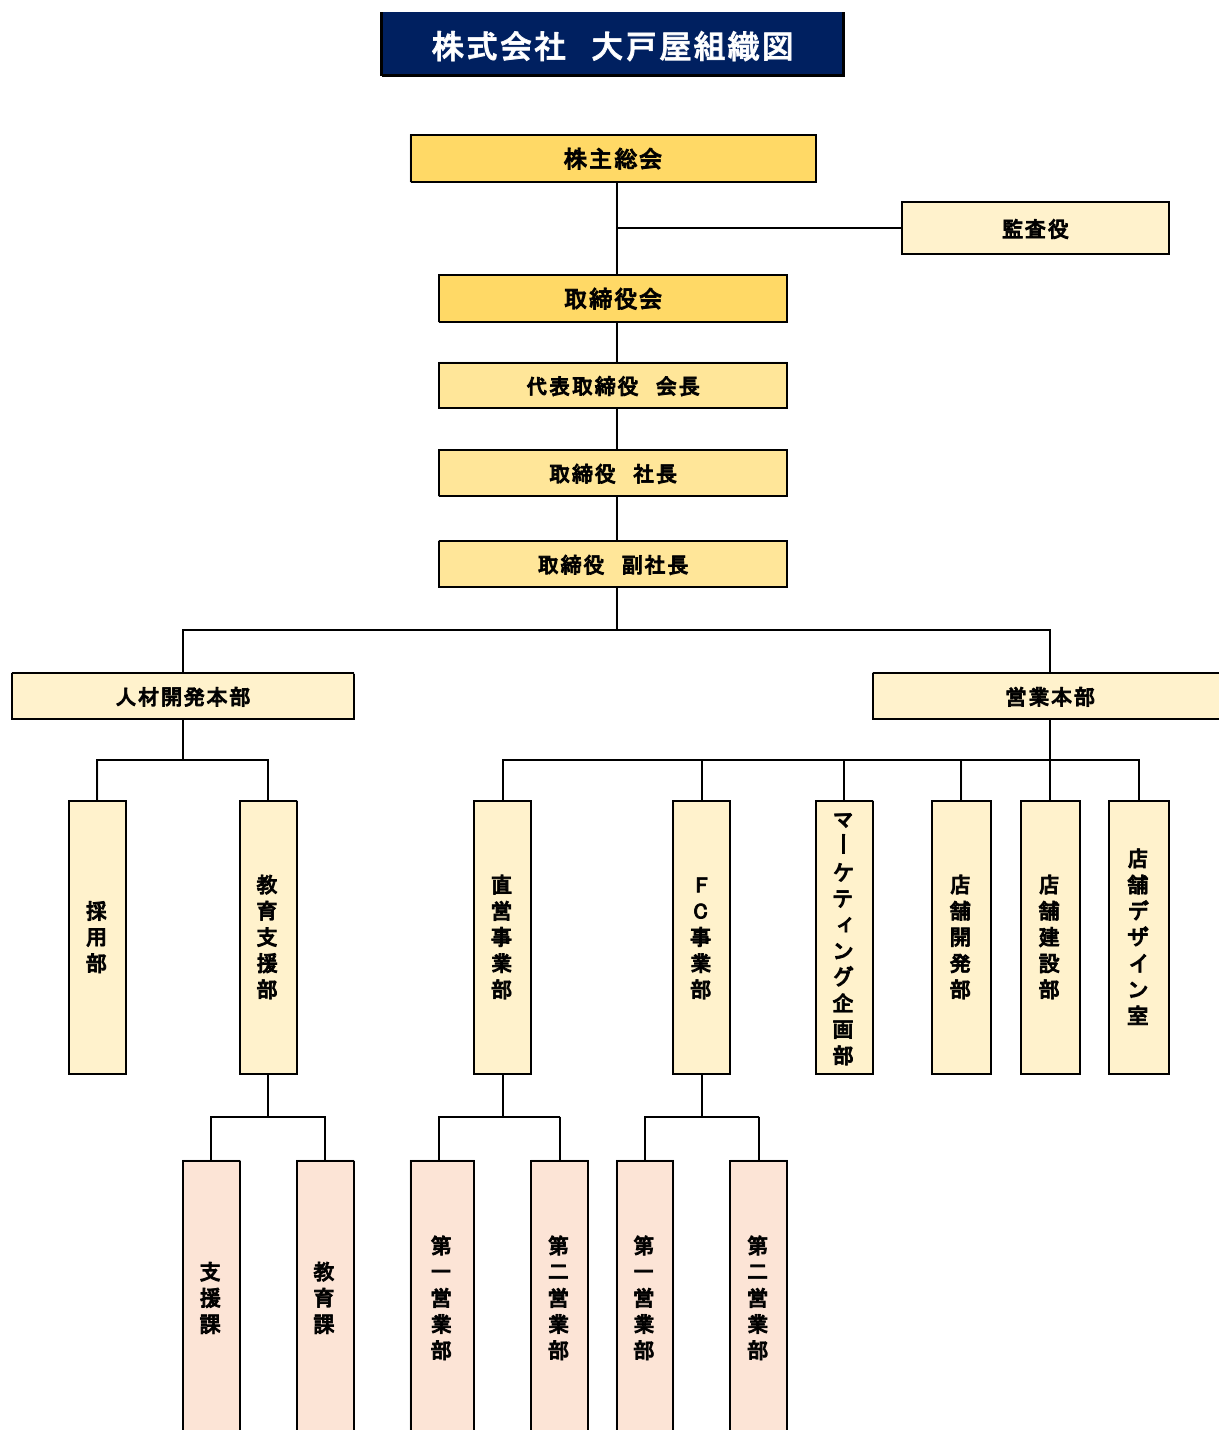 株式会社　大戸屋組織図
株主総会
監査役
取締役会
代表取締役　会長
取締役　社長
取締役　副社長
人材開発本部
営業本部
採用部
教育支援部
直営事業部
ＦＣ事業部
マーケティング企画部
店舗開発部
店舗建設部
店舗デザイン室
支援課
教育課
第一営業部
第二営業部
第一営業部
第二営業部